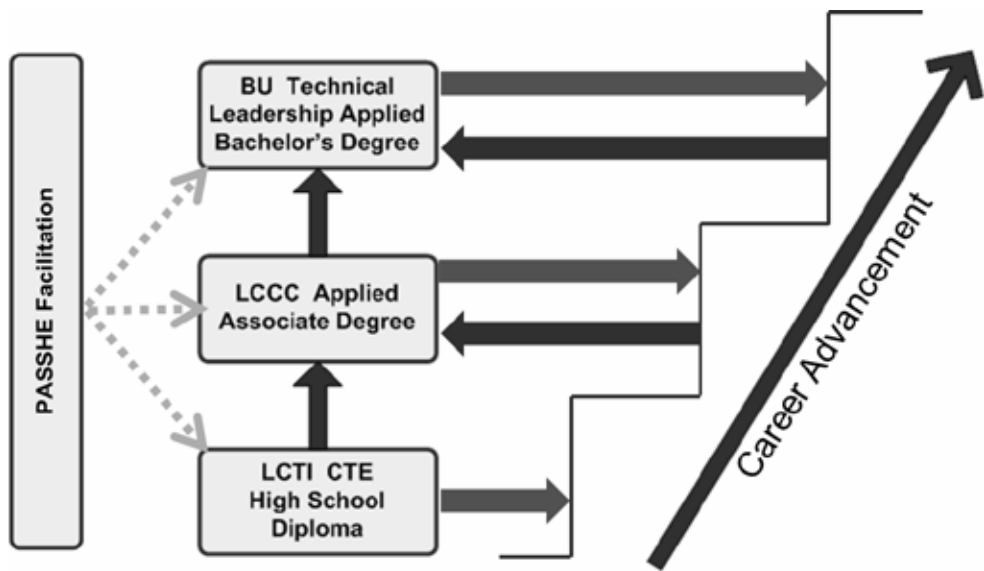 PASSHE Facilitation
BU Technical
Leadership Applied
Bachelor's Degree
LCCC Applied
Associate Degree
LCTI CTE
High School
Diploma
Career Advancement